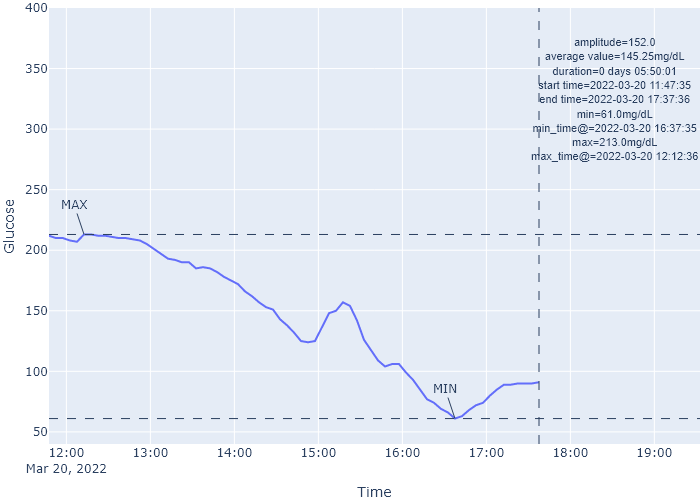 400
350
300
250
200
150
100
50
Glucose
amplitude=152.0
average value=145.25mg/dL
duration=0 days 05:50:01
start time=2022-03-20 11:47:35
end time=2022-03-20 17:37:36
min=61.0mg/dL
min_time@=2022-03-20 16:37:35
max=213.0mg/dL
max_time@=2022-03-20 12:12:36
MAX
MIN
12:00 13:00 14:00 15:00 16:00 17:00 18:00 19:00
Mar 20, 2022
Time